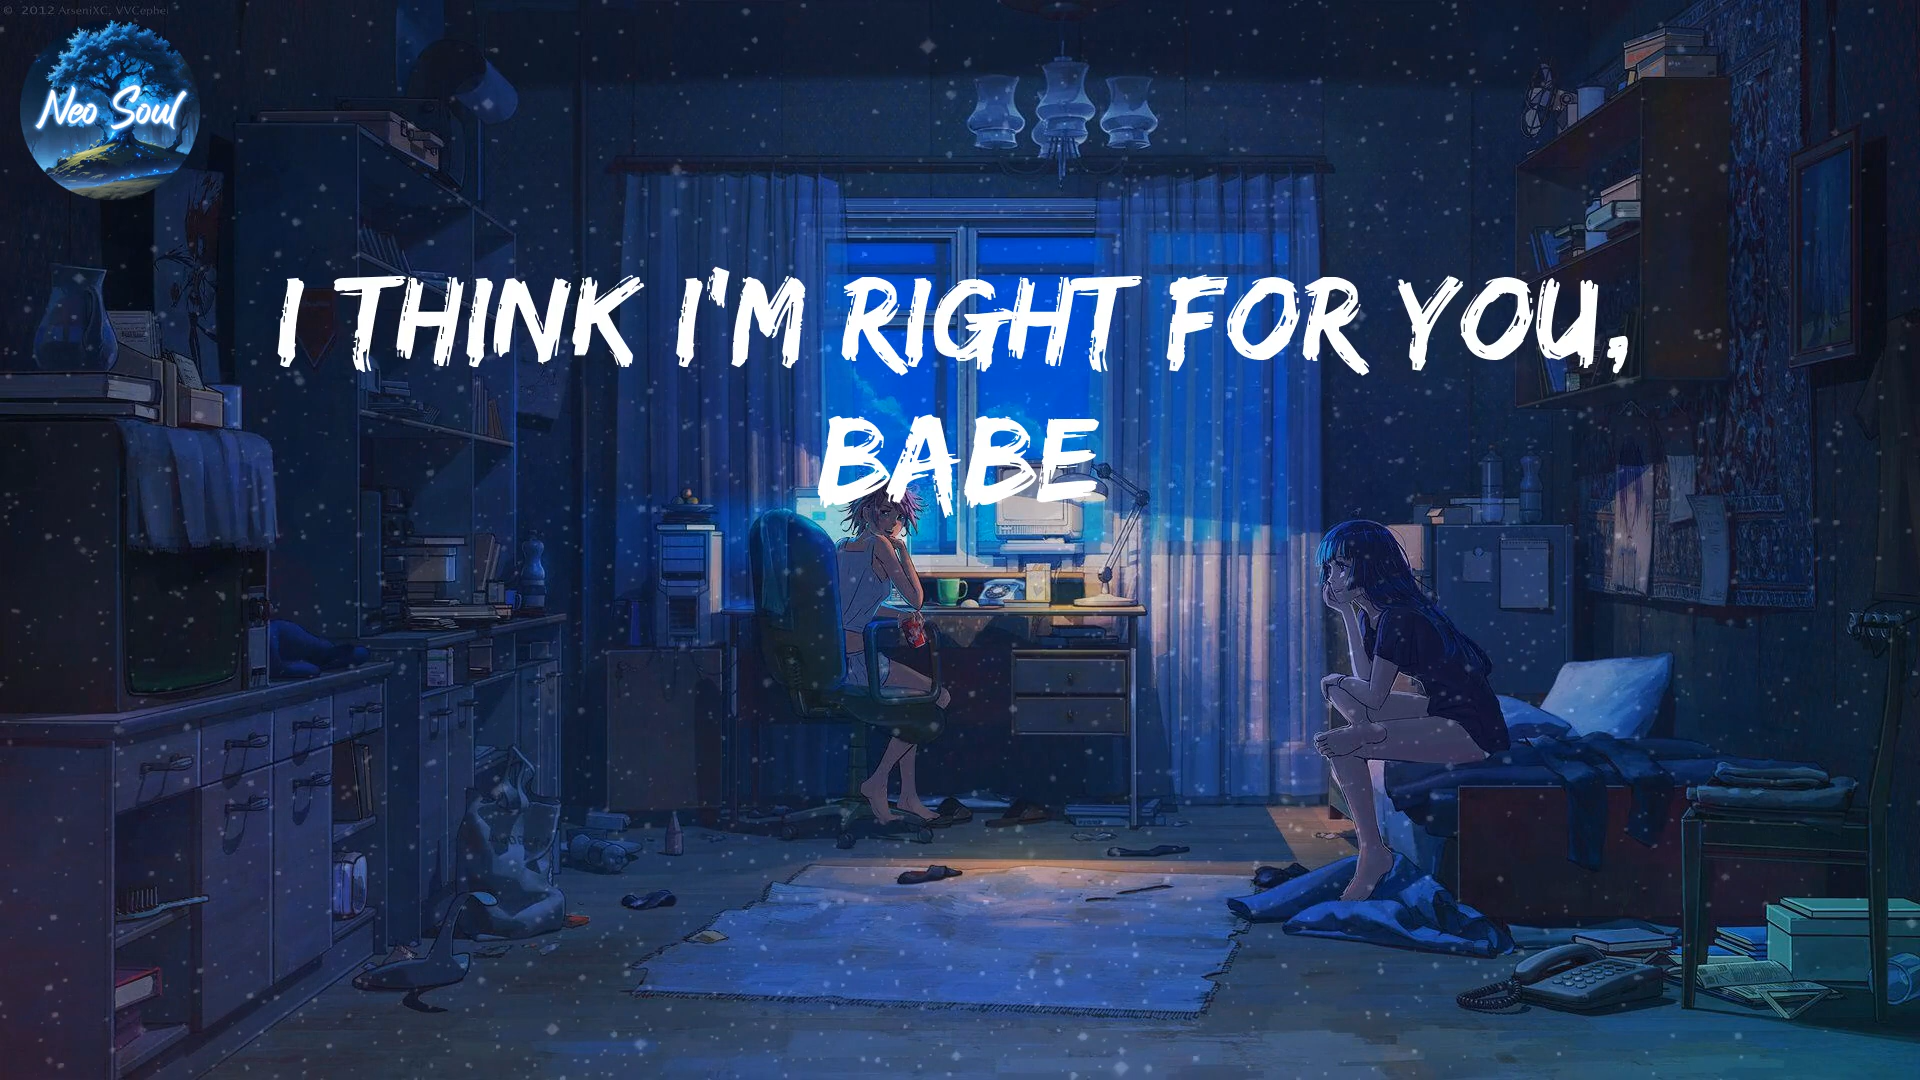 © 2012 ArseniXC, VVCephei
Neo Soul
I THINK I'M RIGHT FOR YOU,
BABE